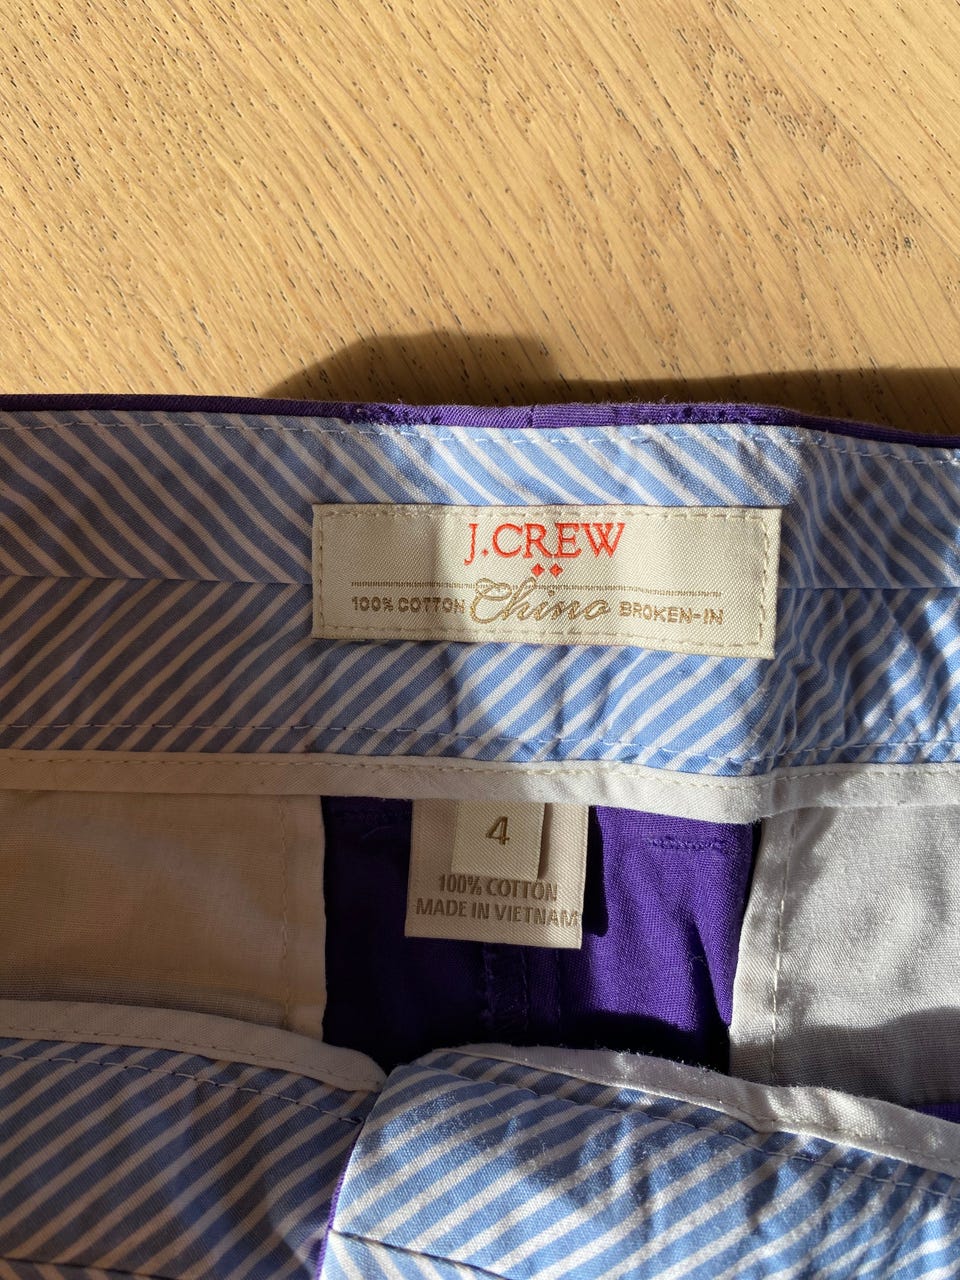 J.CREW
100% COTTON Chino BROKEN-IN
4
100% COTTON
MADE IN VIETNAM